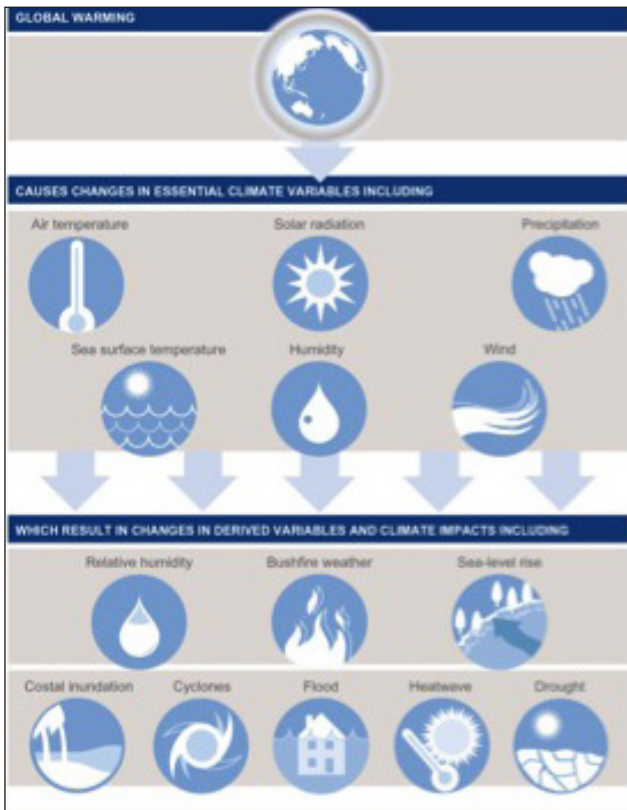 GLOBAL WARMING
CAUSES CHANGES IN ESSENTIAL CLIMATE VARIABLES INCLUDING
Air temperature
Solar radiation
Precipitation
Sea surface temperature
Humidity
Wind
WHICH RESULT IN CHANGES IN DERIVED VARIABLES AND CLIMATE IMPACTS INCLUDING
Relative humidity
Bushfire weather
Sea-level rise
Costal inundation
Cyclones
Flood
Heatwave
Drought